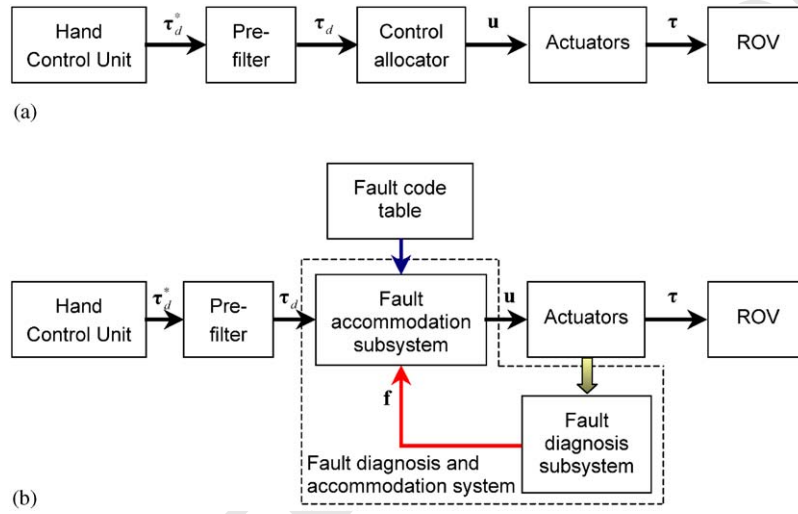 Hand
Control Unit
τ*d
Pre-
filter
τd
Control
allocator
u
Actuators
τ
ROV
(a)
Fault code
table
Hand
Control Unit
τ*d
Pre-
filter
τd
Fault
accommodation
subsystem
u
Actuators
τ
ROV
f
Fault
diagnosis
subsystem
Fault diagnosis and
accommodation system
(b)